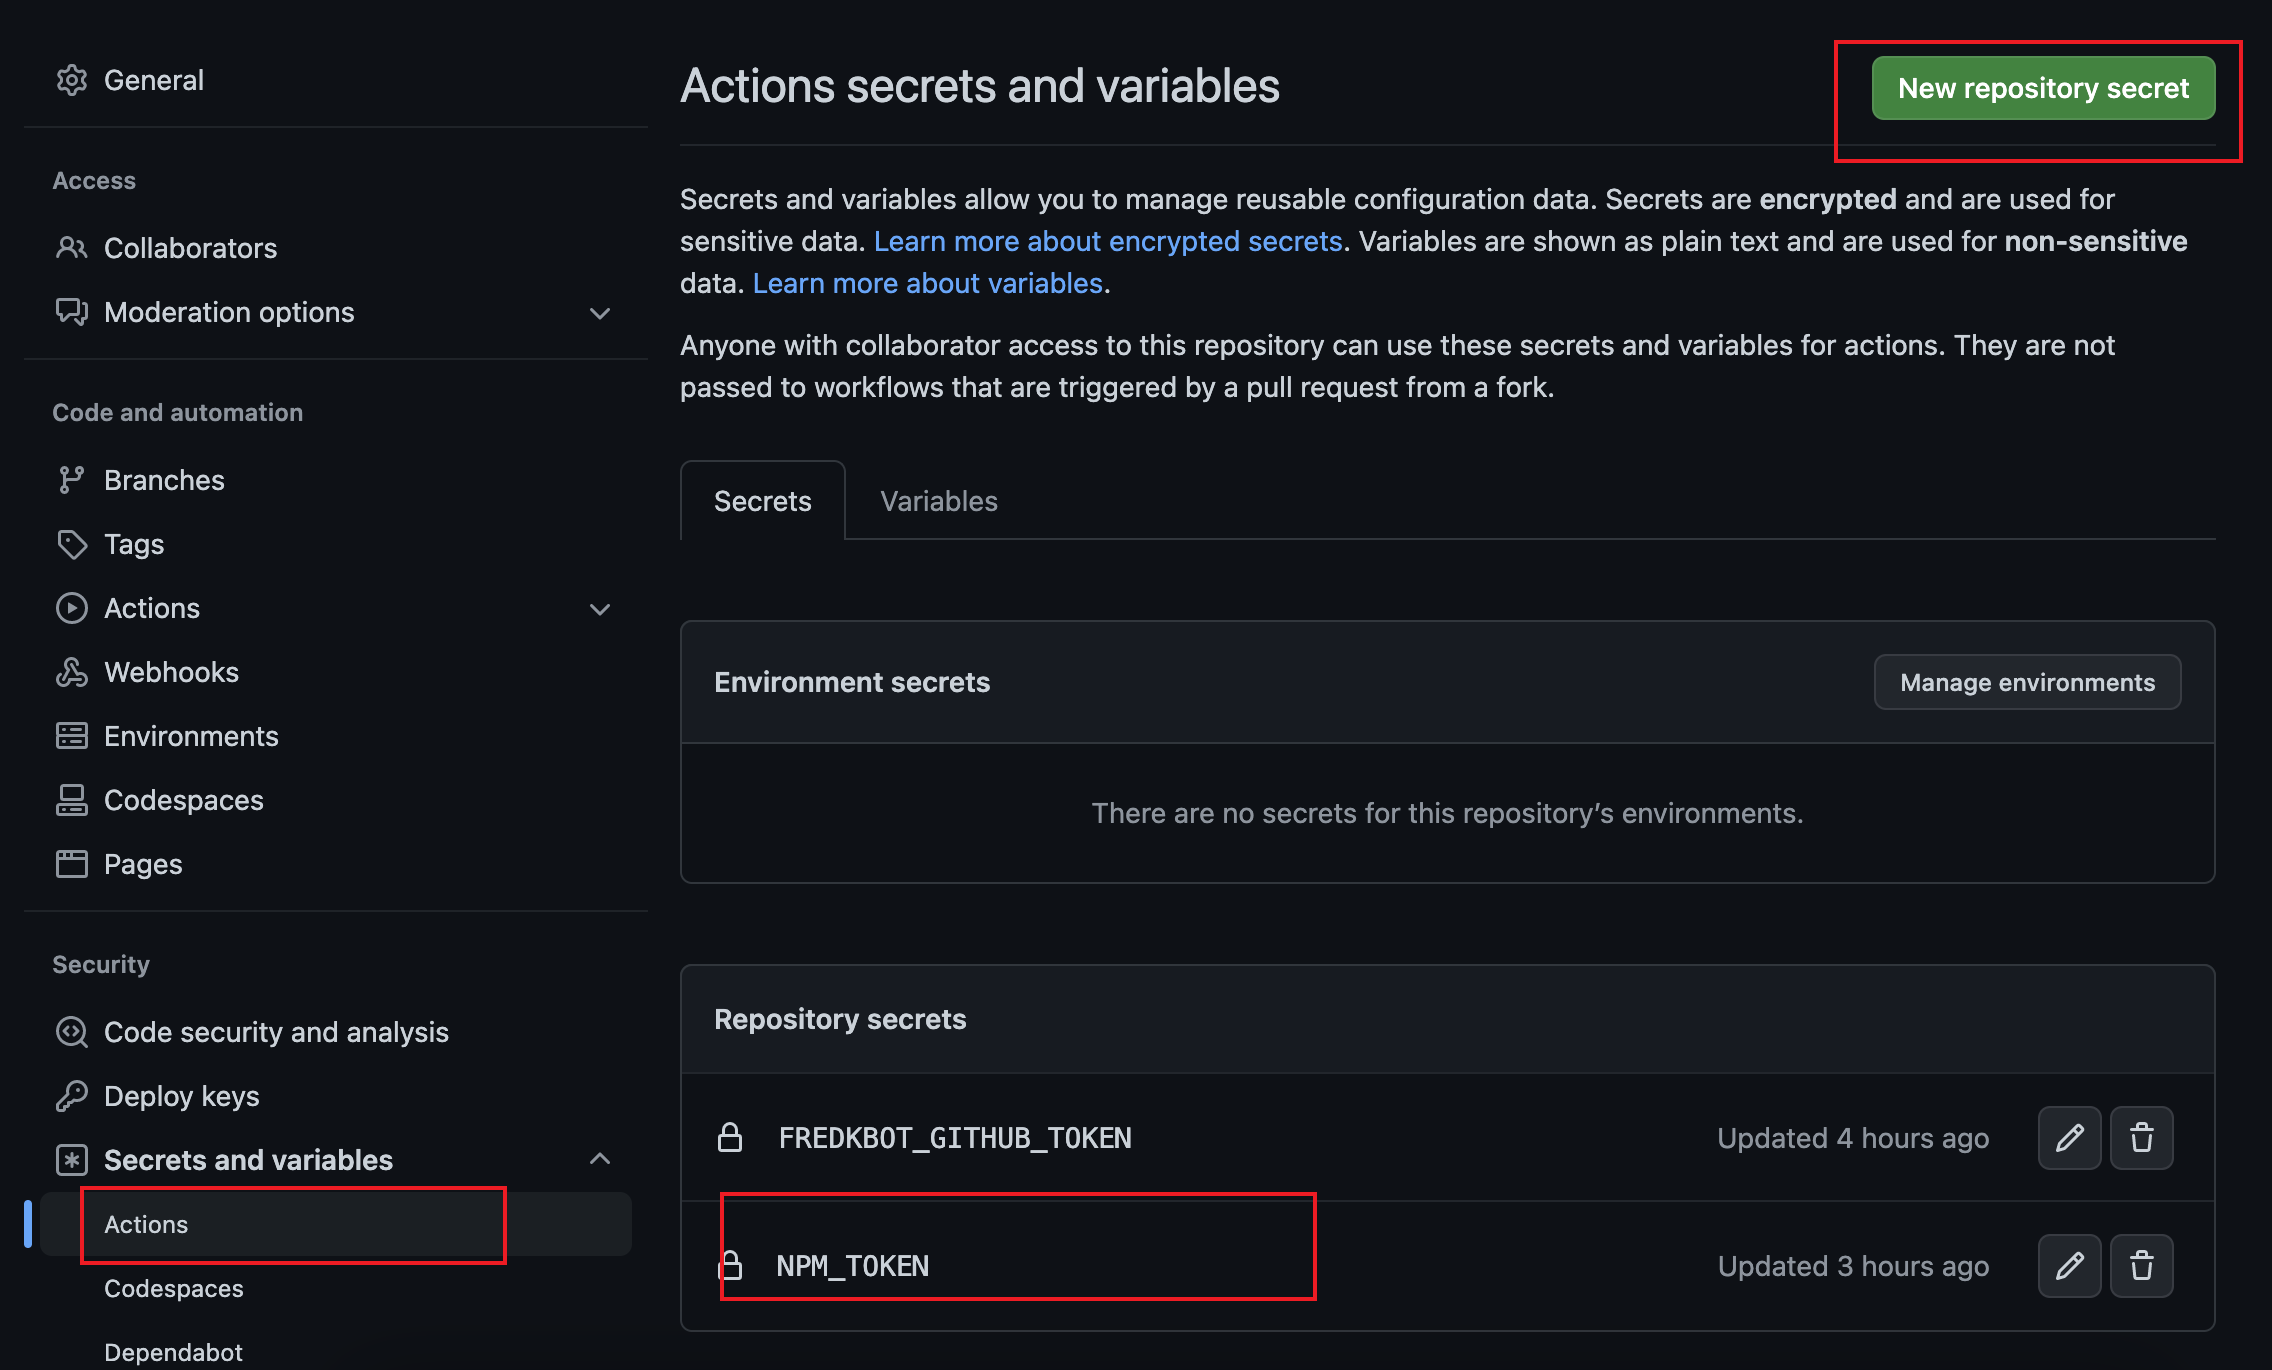 General
Access
Collaborators
Moderation options
Code and automation
Branches
Tags
Actions
Webhooks
Environments
Codespaces
Pages
Security
Code security and analysis
Deploy keys
Secrets and variables
Actions
Codespaces
Dependabot
Actions secrets and variables
New repository secret
Secrets and variables allow you to manage reusable configuration data. Secrets are encrypted and are used for
sensitive data. Learn more about encrypted secrets. Variables are shown as plain text and are used for non-sensitive
data. Learn more about variables.
Anyone with collaborator access to this repository can use these secrets and variables for actions. They are not
passed to workflows that are triggered by a pull request from a fork.
Secrets Variables
Environment secrets Manage environments
There are no secrets for this repository’s environments.
Repository secrets
FREDKBOT_GITHUB_TOKEN Updated 4 hours ago
NPM_TOKEN Updated 3 hours ago